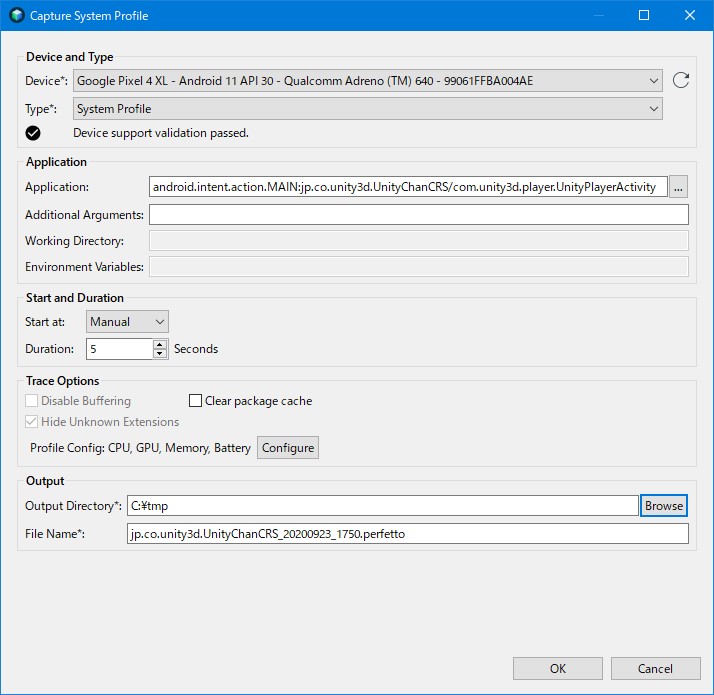 Capture System Profile
Device and Type
Device*: Google Pixel 4 XL - Android 11 API 30 - Qualcomm Adreno (TM) 640 - 99061FFBA004AE
Type*: System Profile
Device support validation passed.
Application
Application: android.intent.action.MAIN:jp.co.unity3d.UnityChanCRS/com.unity3d.player.UnityPlayerActivity ...
Additional Arguments:
Working Directory:
Environment Variables:
Start and Duration
Start at: Manual
Duration: 5 Seconds
Trace Options
Disable Buffering Clear package cache
Hide Unknown Extensions
Profile Config: CPU, GPU, Memory, Battery Configure
Output
Output Directory*: C:¥tmp Browse
File Name*: jp.co.unity3d.UnityChanCRS_20200923_1750.perfetto
OK Cancel